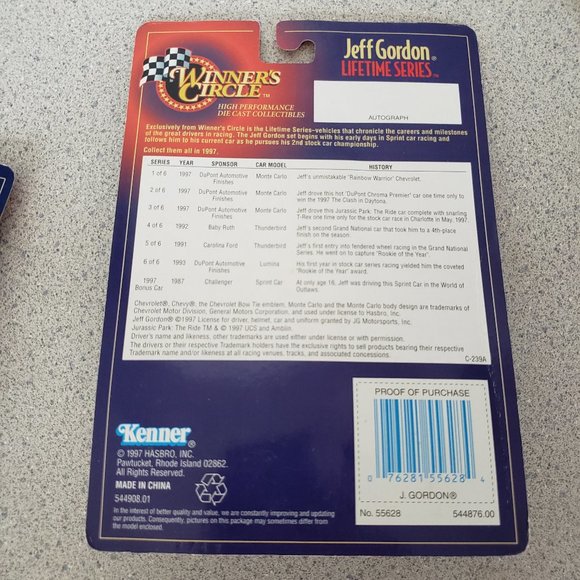 WINNER'S
CIRCLE™
HIGH PERFORMANCE
DIE CAST COLLECTIBLES
Jeff Gordon®
LIFETIME SERIES™
AUTOGRAPH
Exclusively from Winner's Circle is the Lifetime Series–vehicles that chronicle the careers and milestones
of the great drivers in racing. The Jeff Gordon set begins with his early days in Sprint car racing and
follows him to his current car as he pursues his 2nd stock car championship.
Collect them all in 1997.
SERIES YEAR SPONSOR CAR MODEL HISTORY
1 of 6 1997 DuPont Automotive Finishes Monte Carlo Jeff's unmistakable "Rainbow Warrior" Chevrolet.
2 of 6 1997 DuPont Automotive Finishes Monte Carlo Jeff drove this hot "DuPont Chroma Premier" car one time only to
win the 1997 The Clash in Daytona.
3 of 6 1997 DuPont Automotive Finishes Monte Carlo Jeff drove this Jurassic Park: The Ride car complete with snarling
T-Rex one time only for the stock car race in Charlotte in May, 1997.
4 of 6 1992 Baby Ruth Thunderbird Jeff's second Grand National car that took him to a 4th-place
finish on the season.
5 of 6 1991 Carolina Ford Thunderbird Jeff's first entry into fendered wheel racing in the Grand National
Series. He went on to capture "Rookie of the Year".
6 of 6 1993 DuPont Automotive Finishes Lumina His first year in stock car series racing yielded him the coveted
"Rookie of the Year" award.
1997 Bonus Car 1987 Challenger Sprint Car At only age 16, Jeff was driving this Sprint Car in the World of
Outlaws.
Chevrolet®, Chevy®, the Chevrolet Bow Tie emblem, Monte Carlo and the Monte Carlo body design are trademarks of
Chevrolet Motor Division, General Motors Corporation, and used under license to Hasbro, Inc.
Jeff Gordon® ©1997 License for driver, helmet, car and uniform granted by JG Motorsports, Inc.
Jurassic Park: The Ride TM & © 1997 UCS and Amblin.
Driver's name and likeness, other trademarks are used either under license or with permission.
The drivers or their respective Trademark holders have the exclusive rights to sell products bearing their respective
Trademark name and/or likeness at all racing venues, tracks, and associated concessions.
C-239A
Kenner®
© 1997 HASBRO, INC.
Pawtucket, Rhode Island 02862.
All Rights Reserved.
MADE IN CHINA
544908.01
In the interest of better quality and value, we are constantly improving and updating
our products. Consequently, pictures on this package may sometimes differ from
the model enclosed.
PROOF OF PURCHASE
0 76281 55628 4
J. GORDON®
No. 55628 544876.00